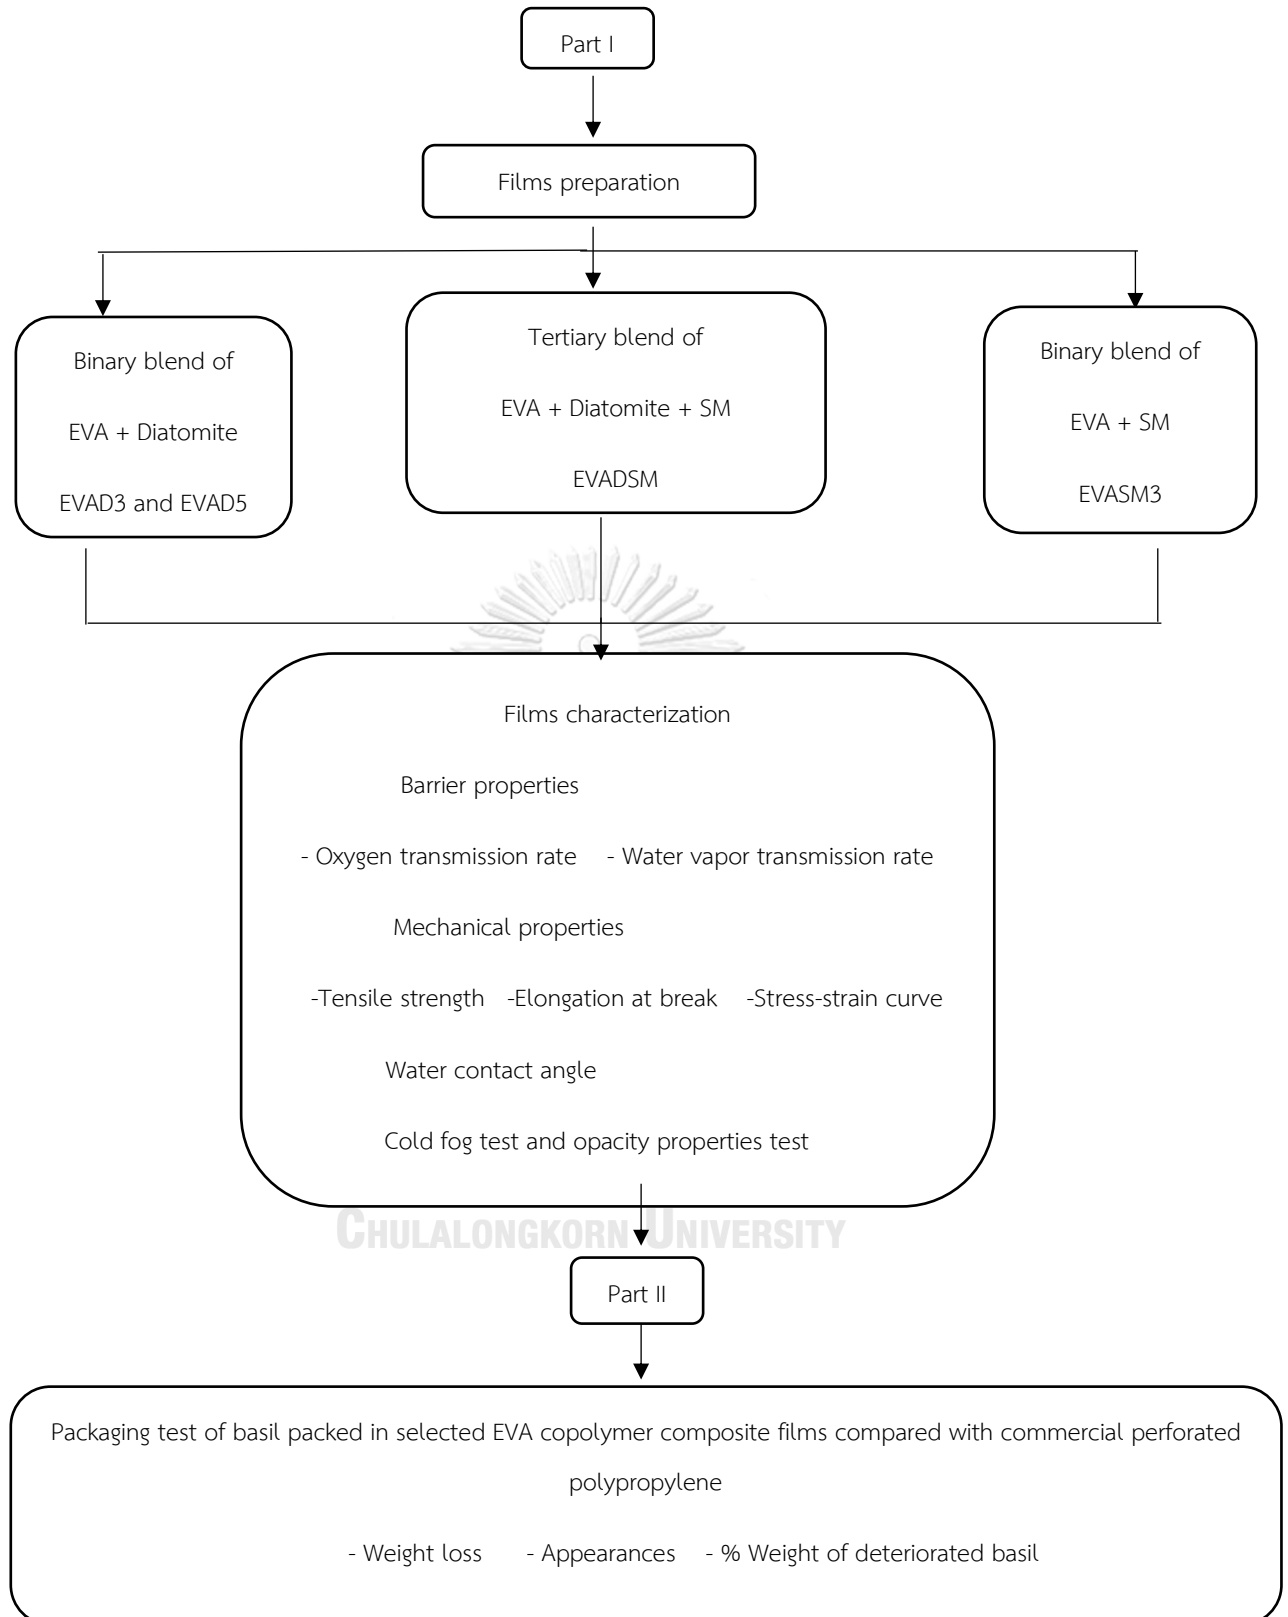 Part I
Films preparation
Binary blend of
EVA + Diatomite
EVAD3 and EVAD5
Tertiary blend of
EVA + Diatomite + SM
EVADSM
Binary blend of
EVA + SM
EVASM3
Films characterization
Barrier properties
- Oxygen transmission rate - Water vapor transmission rate
Mechanical properties
-Tensile strength -Elongation at break -Stress-strain curve
Water contact angle
Cold fog test and opacity properties test
CHULALONGKORN UNIVERSITY
Part II
Packaging test of basil packed in selected EVA copolymer composite films compared with commercial perforated
polypropylene
- Weight loss - Appearances - % Weight of deteriorated basil